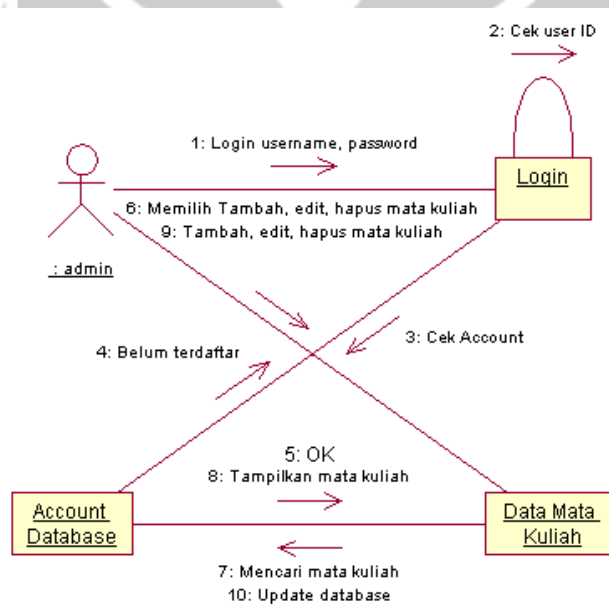 2: Cek user ID
1: Login username, password
Login
6: Memilih Tambah, edit, hapus mata kuliah
9: Tambah, edit, hapus mata kuliah
: admin
3: Cek Account
4: Belum terdaftar
5: OK
8: Tampilkan mata kuliah
Account
Database
Data Mata
Kuliah
7: Mencari mata kuliah
10: Update database